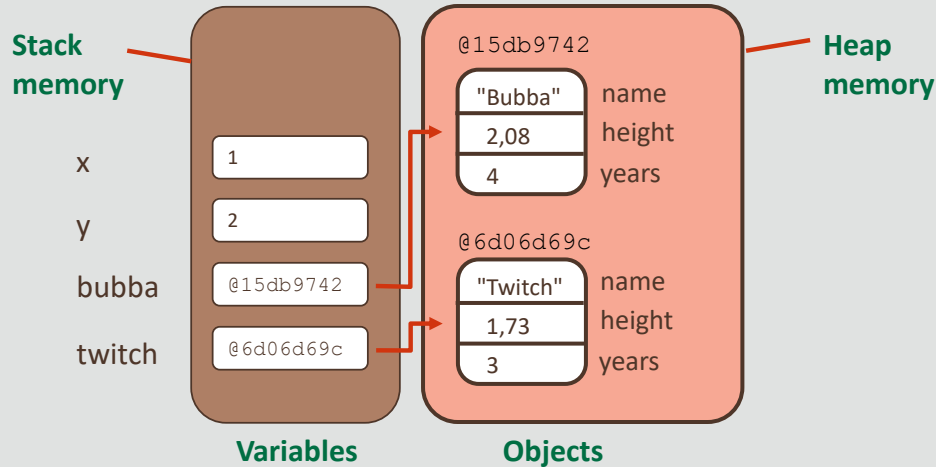 Stack
memory
Heap
memory
@15db9742
"Bubba" name
2,08 height
4 years
x 1
y 2
@6d06d69c
bubba @15db9742
"Twitch" name
1,73 height
twitch @6d06d69c
3 years
Variables
Objects